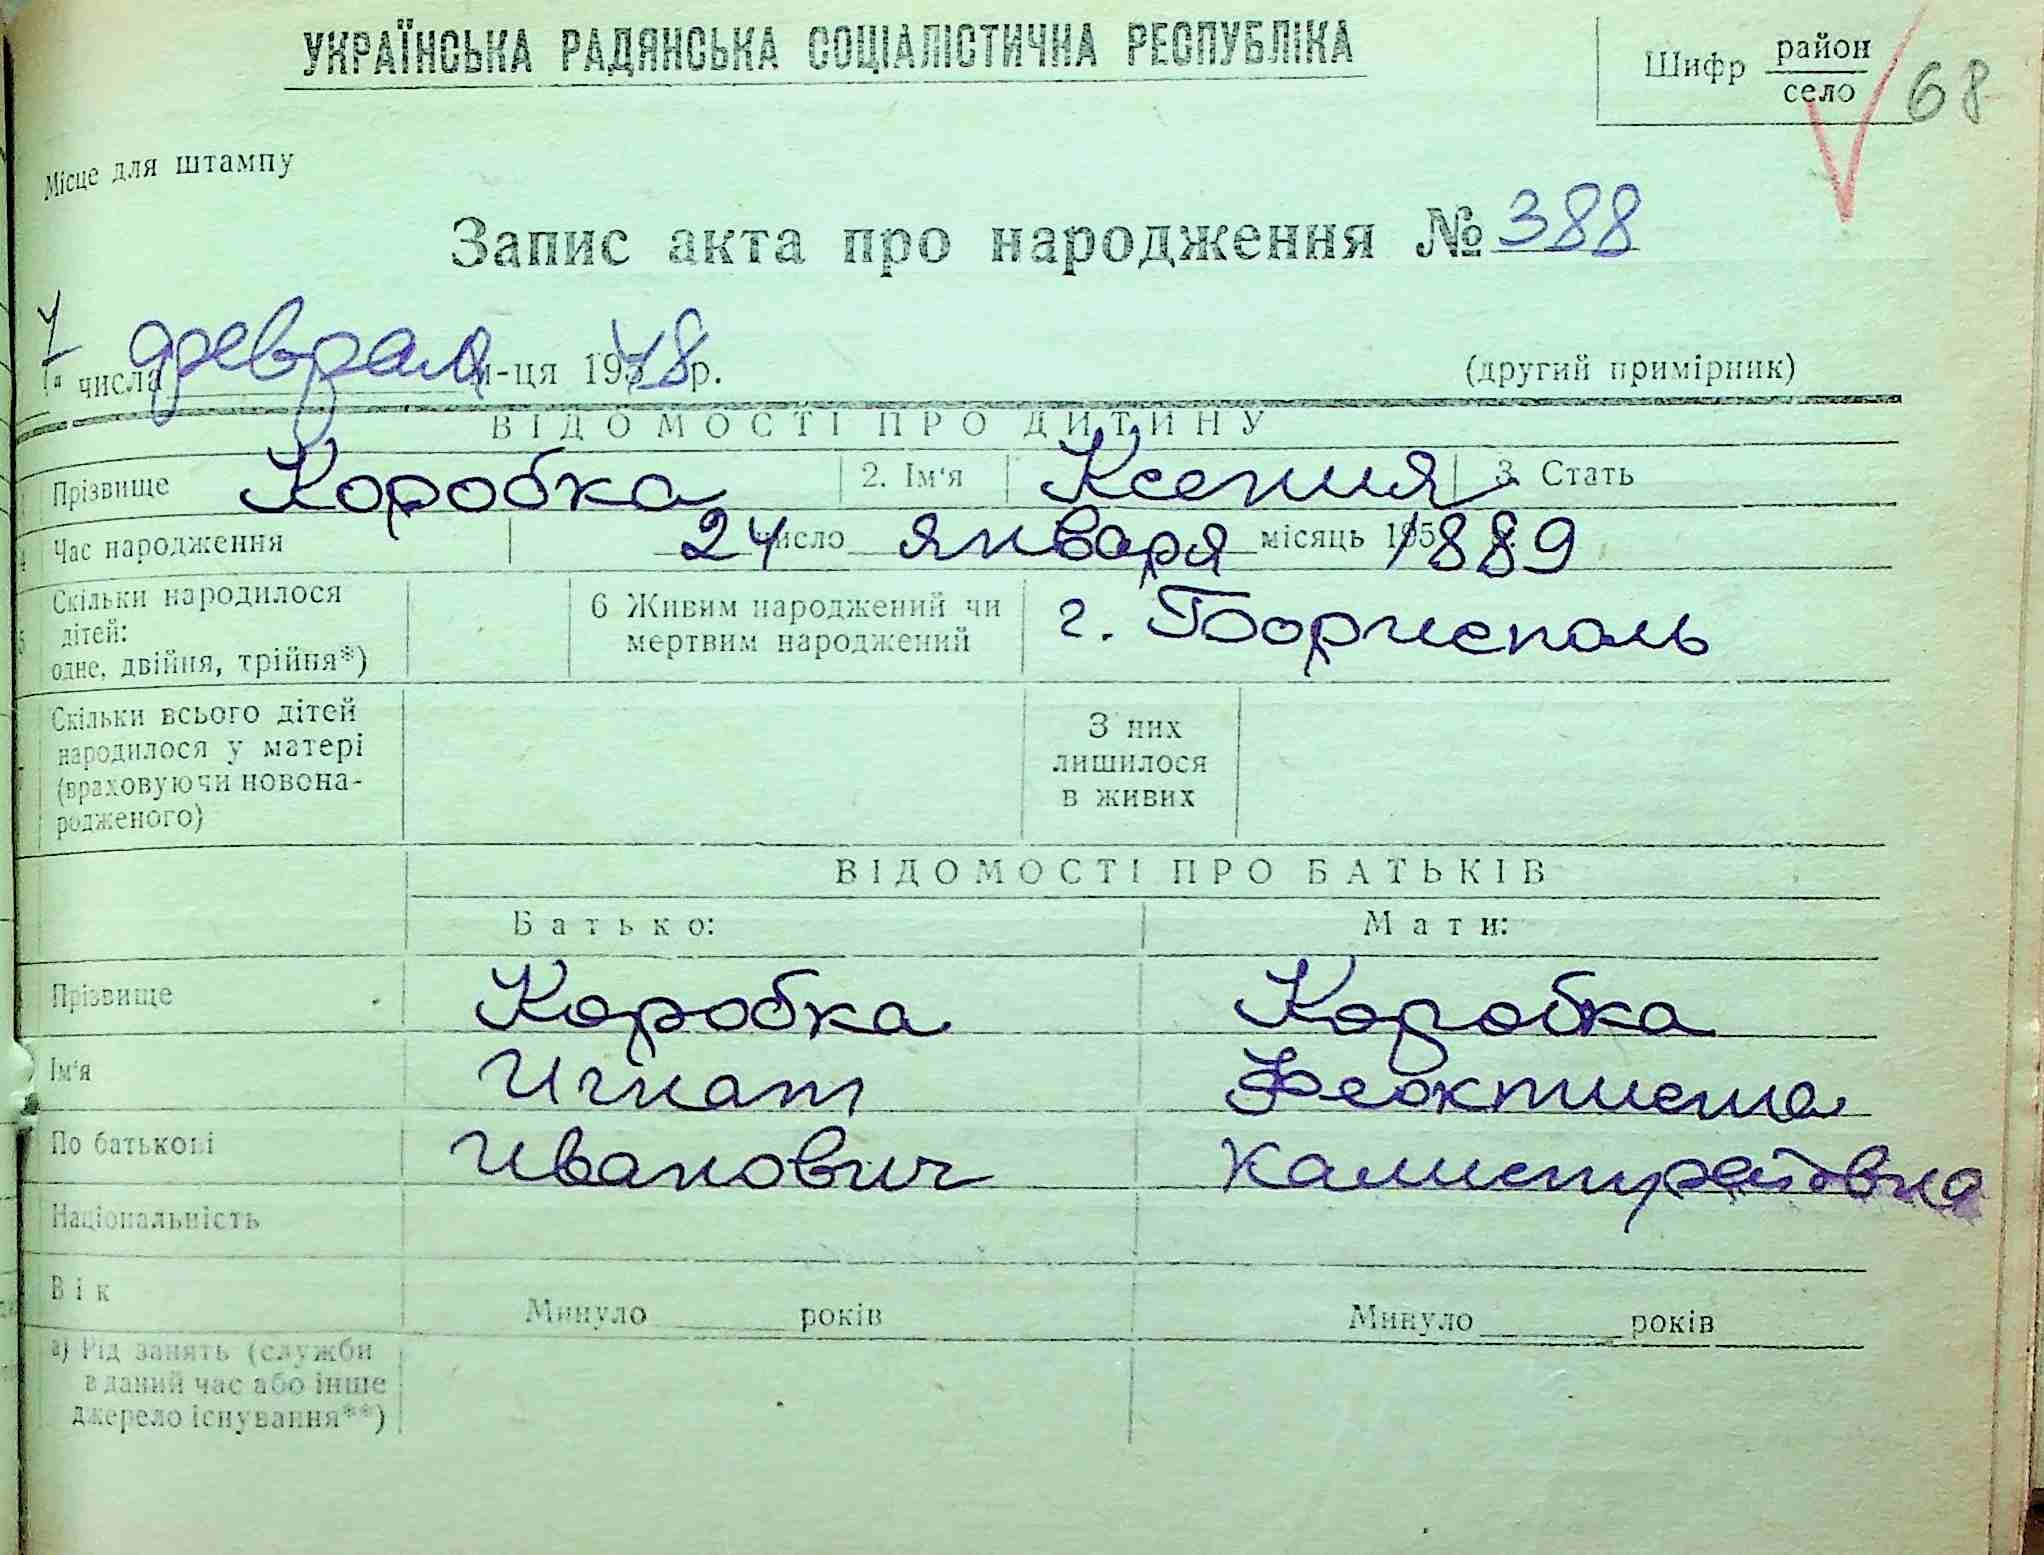 УКРАЇНСЬКА РАДЯНСЬКА СОЦІАЛІСТИЧНА РЕСПУБЛІКА
Шифр район
село 68
Місце для штампу
Запис акта про народження № 388
числа февраля м-ця 1948 р. (другий примірник)
ВІДОМОСТІ ПРО ДИТИНУ
Прізвище Коробка 2. Ім'я Ксения 3. Стать
4 Час народження 24 число января місяць 1889
5 Скільки народилося дітей: одне, двійня, трійня*) 6 Живим народжений чи мертвим народжений г. Борисполь
Скільки всього дітей народилося у матері (враховуючи новонародженого) З них лишилося в живих
ВІДОМОСТІ ПРО БАТЬКІВ
Батько: Мати:
Прізвище Коробка Коробка
Ім'я Игнат Феоктиста
По батькові Иванович Калистратовна
Національність
Вік Минуло років Минуло років
а) Рід занять (служби
в даний час або інше
джерело існування**)